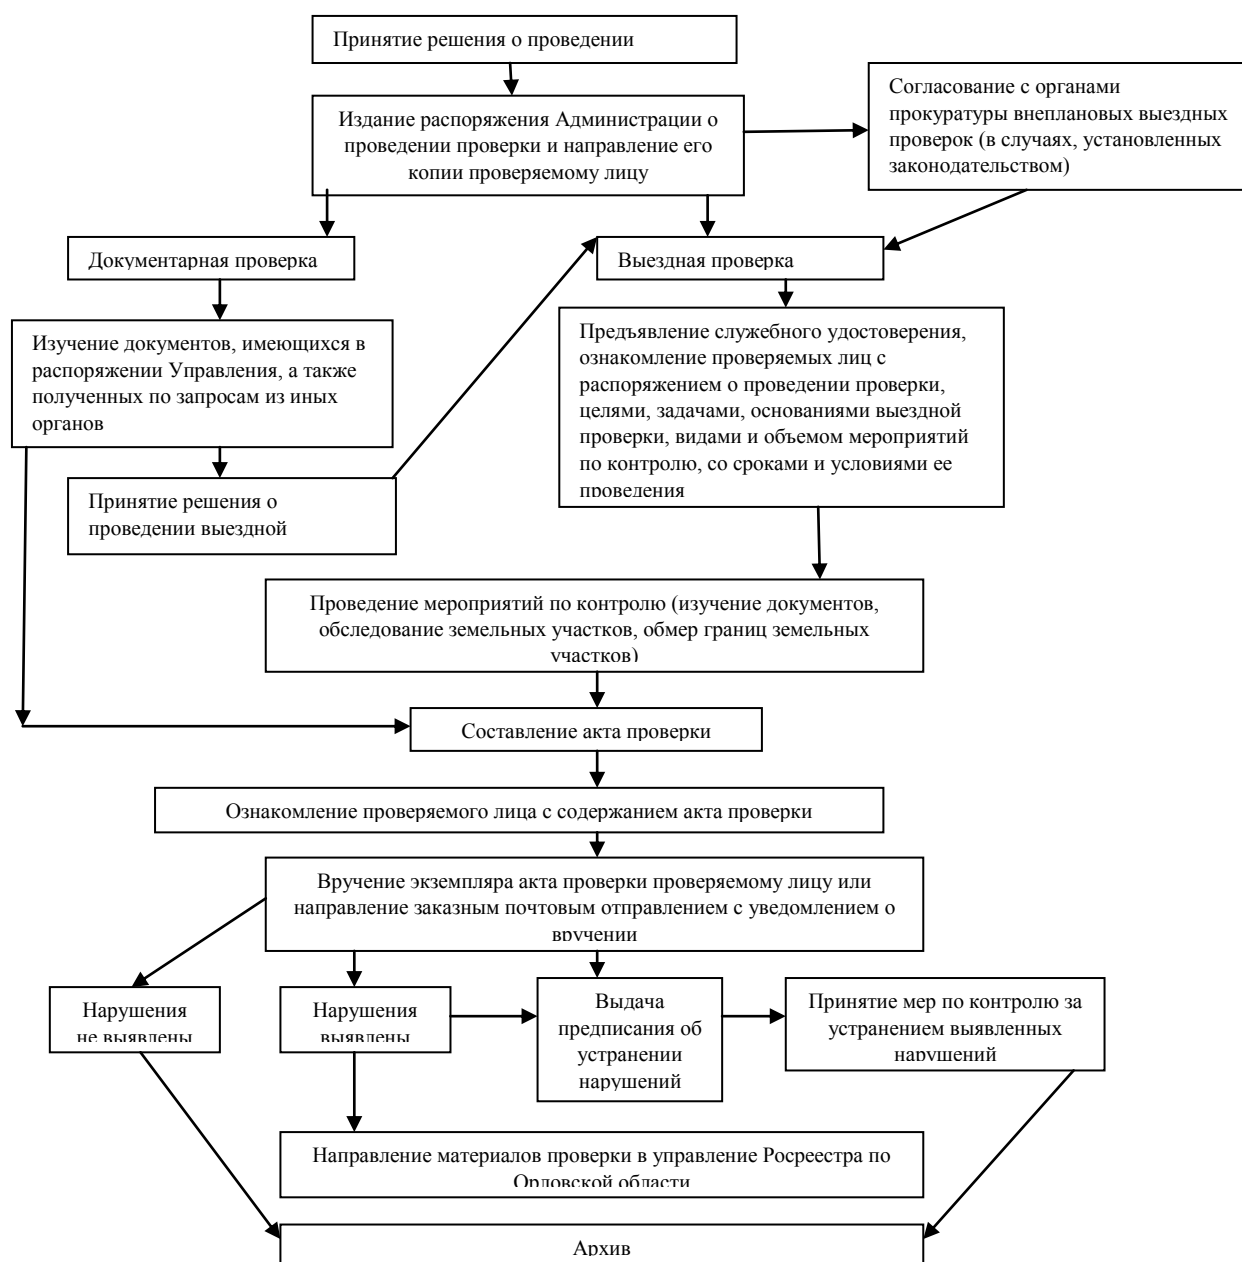 Принятие решения о проведении
Издание распоряжения Администрации о
проведении проверки и направление его
копии проверяемому лицу
Согласование с органами
прокуратуры внеплановых выездных
проверок (в случаях, установленных
законодательством)
Документарная проверка
Выездная проверка
Изучение документов, имеющихся в
распоряжении Управления, а также
полученных по запросам из иных
органов
Предъявление служебного удостоверения,
ознакомление проверяемых лиц с
распоряжением о проведении проверки,
целями, задачами, основаниями выездной
проверки, видами и объемом мероприятий
по контролю, со сроками и условиями ее
проведения
Принятие решения о
проведении выездной
Проведение мероприятий по контролю (изучение документов,
обследование земельных участков, обмер границ земельных
участков)
Составление акта проверки
Ознакомление проверяемого лица с содержанием акта проверки
Вручение экземпляра акта проверки проверяемому лицу или
направление заказным почтовым отправлением с уведомлением о
вручении
Нарушения
не выявлены
Нарушения
выявлены
Выдача
предписания об
устранении
нарушений
Принятие мер по контролю за
устранением выявленных
нарушений
Направление материалов проверки в управление Росреестра по
Орловской области
Архив